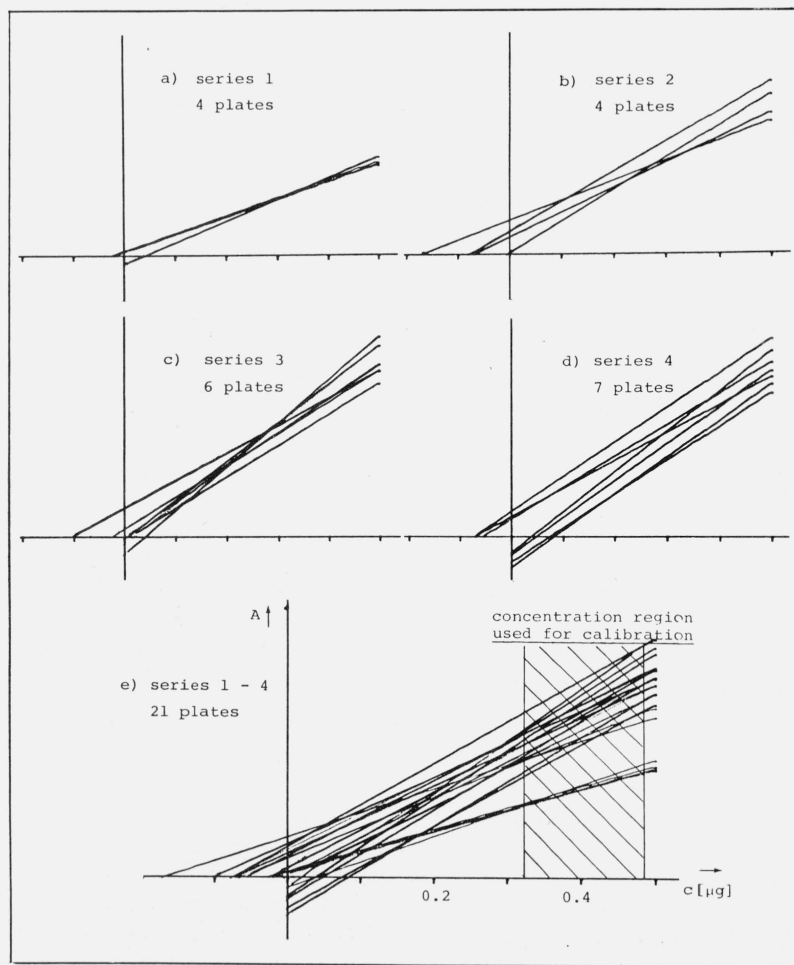 a) series 1
4 plates
b) series 2
4 plates
c) series 3
6 plates
d) series 4
7 plates
A ↑
concentration region
used for calibration
e) series 1 - 4
21 plates
0.2
0.4
→
c[µg]